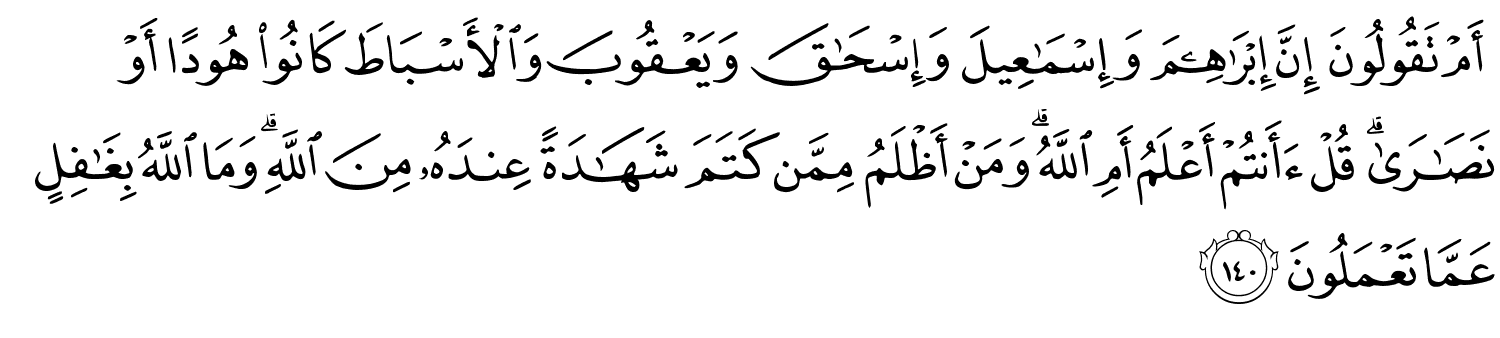 أَمۡ تَقُولُونَ إِنَّ إِبۡرَٰهِـۧمَ وَإِسۡمَٰعِيلَ وَإِسۡحَٰقَ وَيَعۡقُوبَ وَٱلۡأَسۡبَاطَ كَانُواْ هُودًا أَوۡ
نَصَٰرَىٰۗ قُلۡ ءَأَنتُمۡ أَعۡلَمُ أَمِ ٱللَّهُۗ وَمَنۡ أَظۡلَمُ مِمَّن كَتَمَ شَهَٰدَةً عِندَهُۥ مِنَ ٱللَّهِۗ وَمَا ٱللَّهُ بِغَٰفِلٍ
عَمَّا تَعۡمَلُونَ ١٤٠